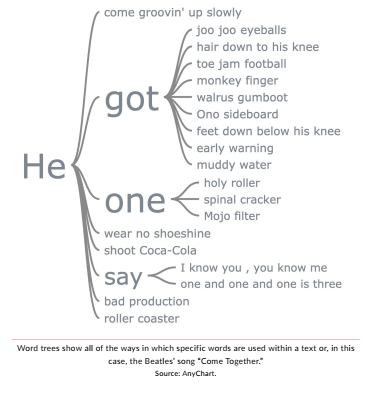 He
come groovin' up slowly
got
joo joo eyeballs
hair down to his knee
toe jam football
monkey finger
walrus gumboot
Ono sideboard
feet down below his knee
early warning
muddy water
one
holy roller
spinal cracker
Mojo filter
wear no shoeshine
shoot Coca-Cola
say
I know you , you know me
one and one and one is three
bad production
roller coaster
Word trees show all of the ways in which specific words are used within a text or, in this
case, the Beatles’ song “Come Together.”
Source: AnyChart.